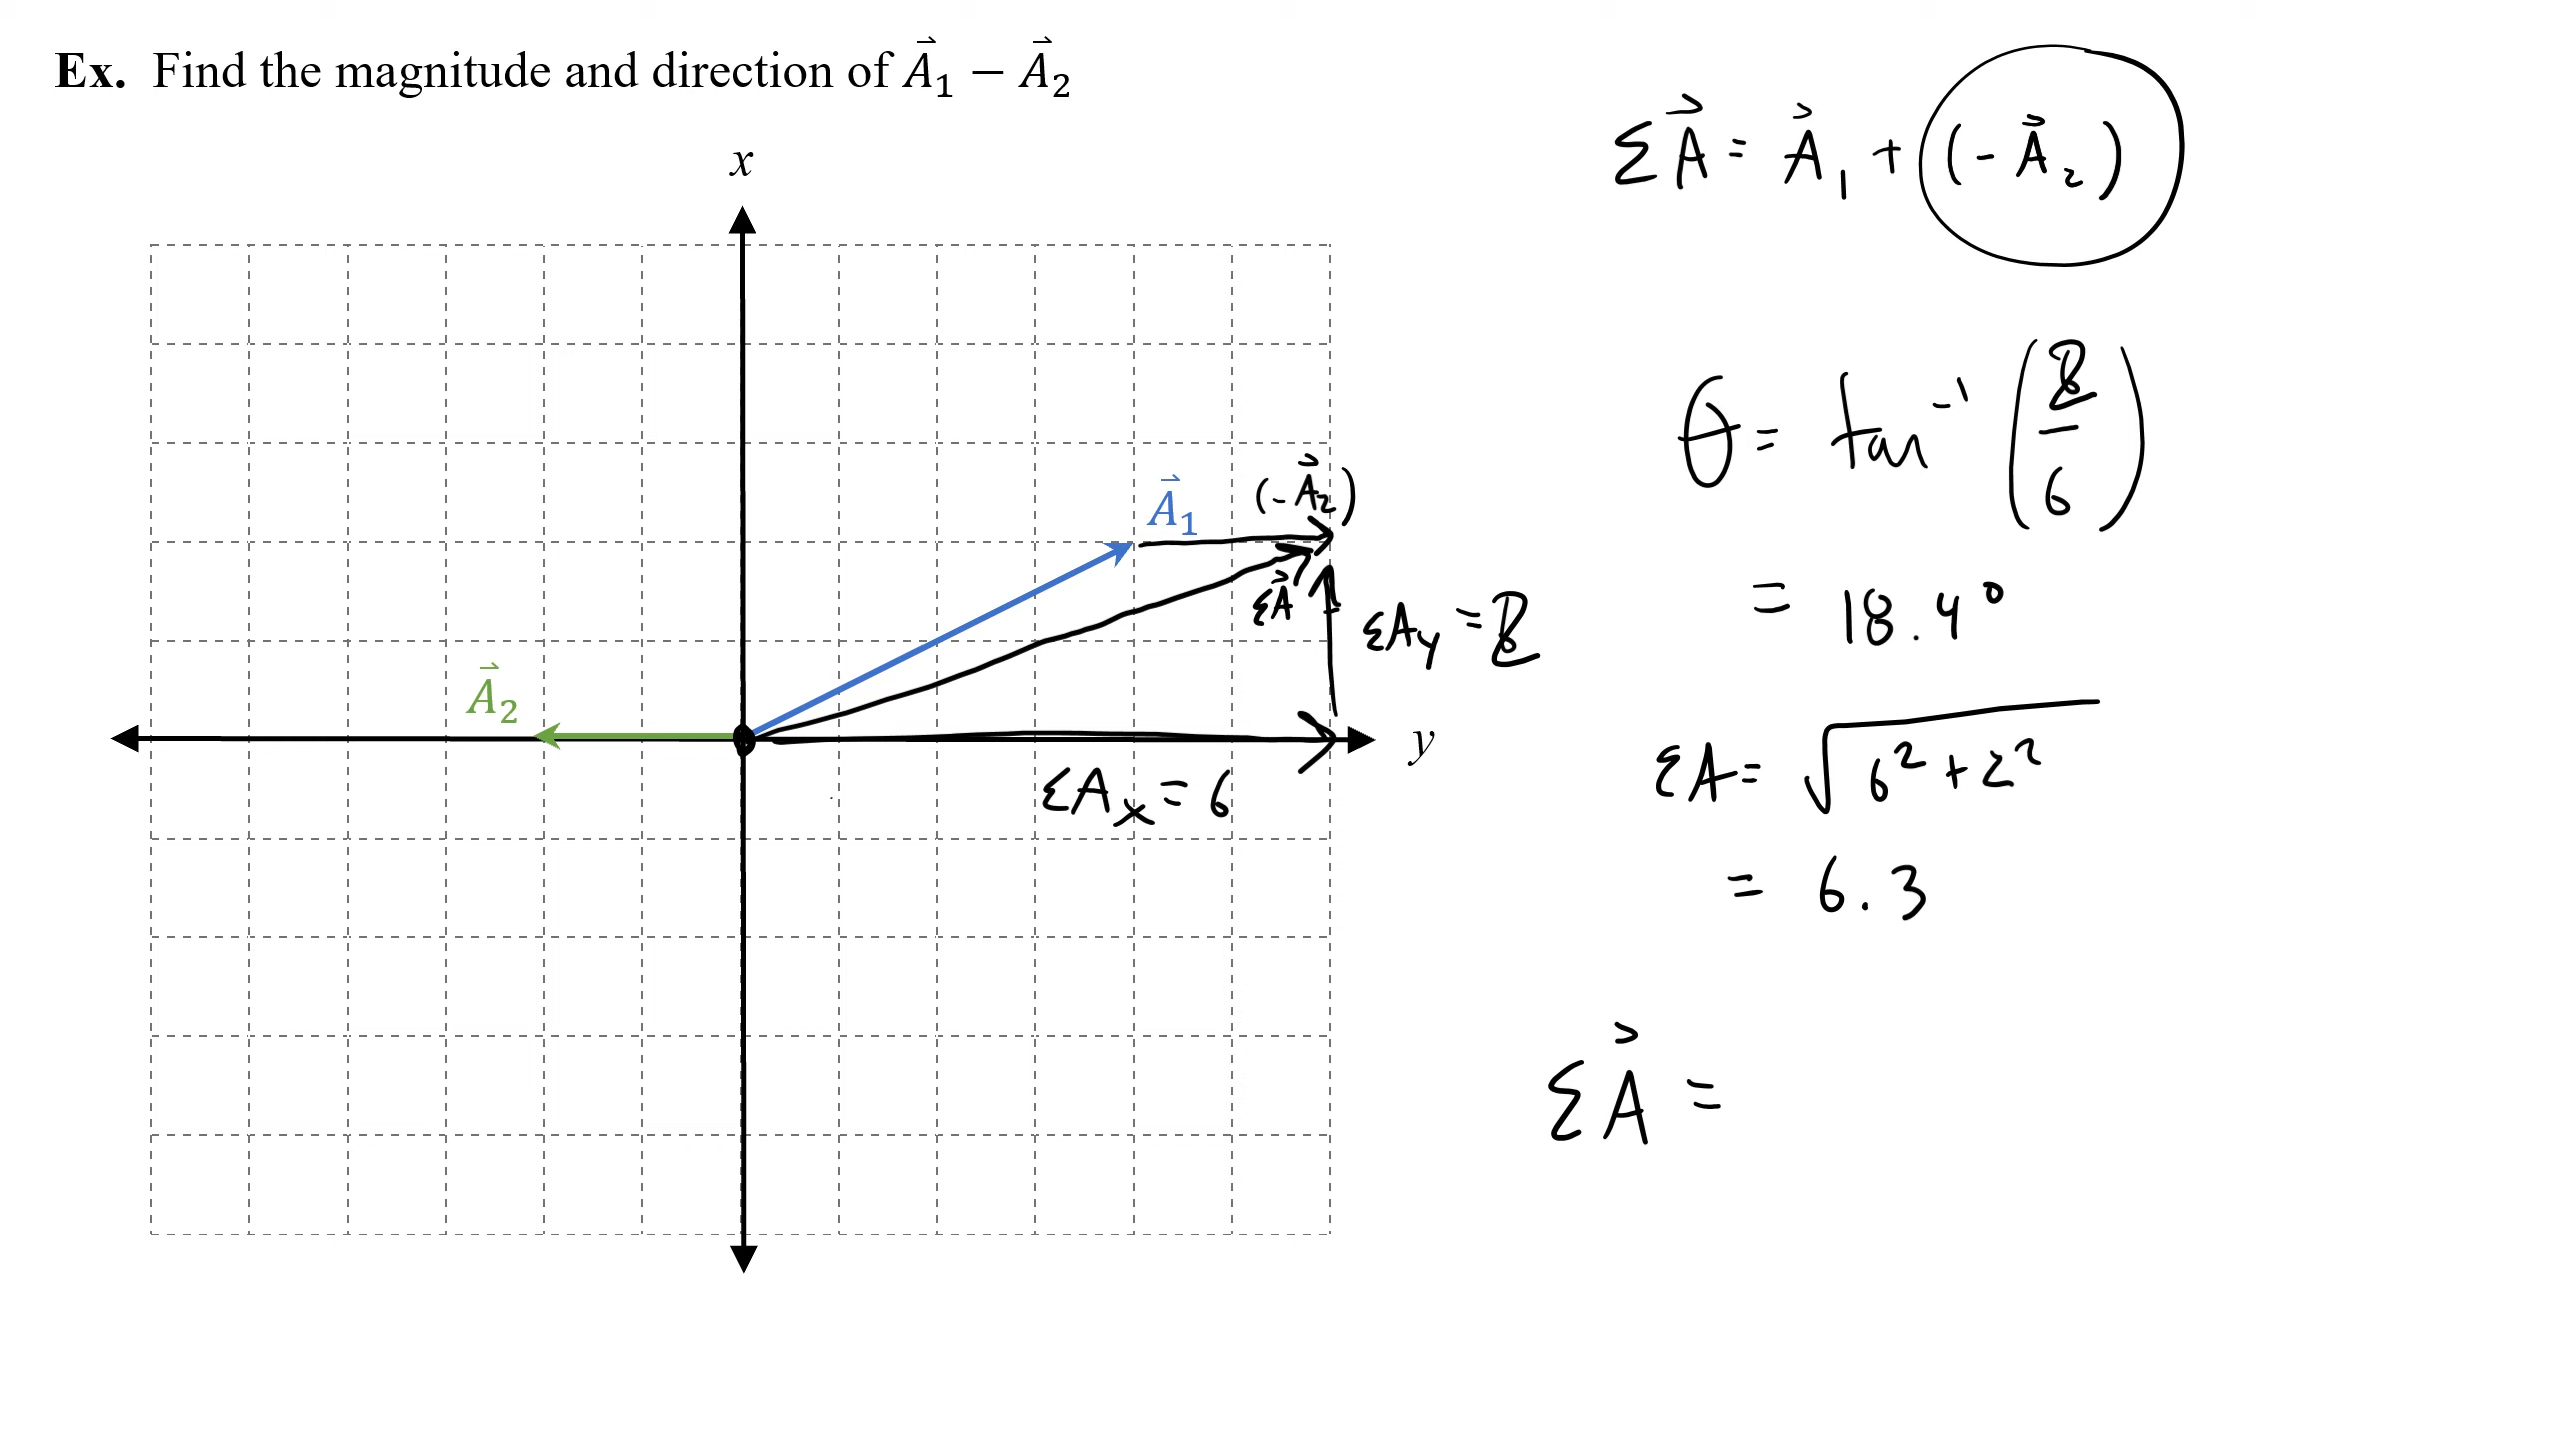 Ex. Find the magnitude and direction of A⃗₁ − A⃗₂
x
ΣA⃗ = A⃗₁ + (-A⃗₂)
θ = tan⁻¹ (2/6)
= 18.4°
A⃗₁
(-A⃗₂)
ΣA⃗
ΣAy = 2
A⃗₂
y
ΣAx = 6
ΣA = √6² + 2²
= 6.3
ΣA⃗ =